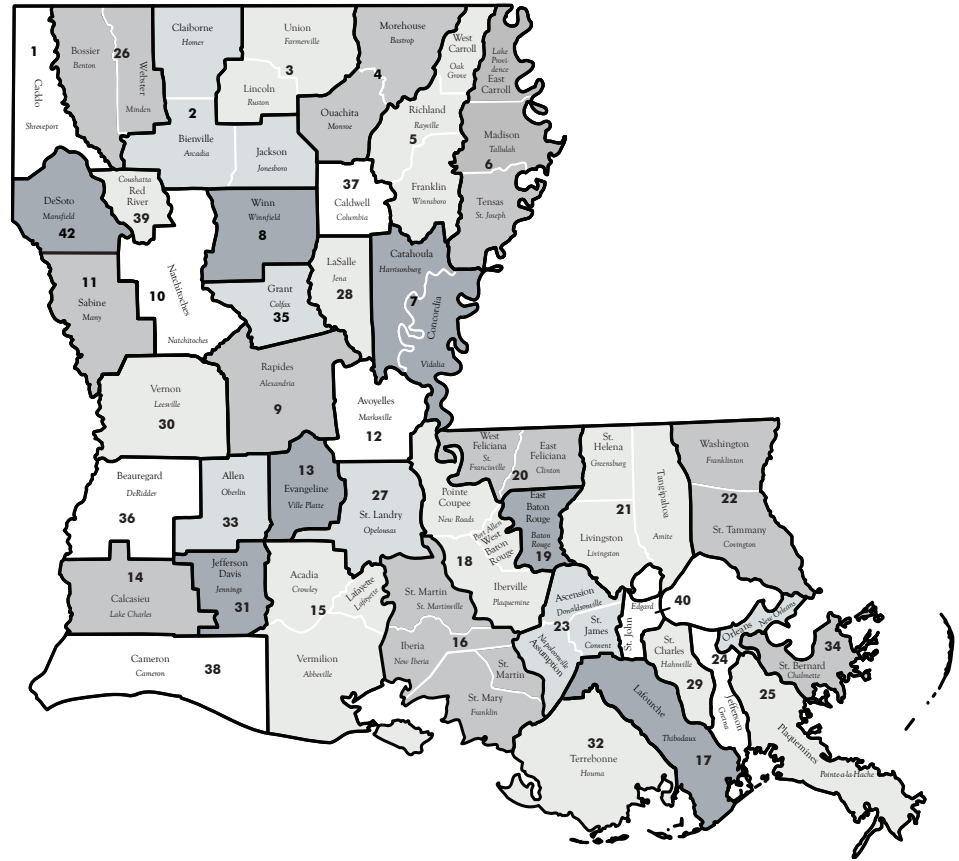 1
Caddo
Shreveport
Bossier
Benton
26
Webster
Minden
Claiborne
Homer
2
Bienville
Arcadia
Jackson
Jonesboro
Union
Farmerville
3
Lincoln
Ruston
Morehouse
Bastrop
4
Ouachita
Monroe
West
Carroll
Oak
Grove
Richland
Rayville
5
Franklin
Winnsboro
Lake
Provi-
dence
East
Carroll
Madison
Tallulah
6
Tensas
St. Joseph
37
Caldwell
Columbia
DeSoto
Mansfield
42
Coushatta
Red
River
39
Winn
Winnfield
8
11
Sabine
Many
10
Natchitoches
Natchitoches
Grant
Colfax
35
LaSalle
Jena
28
Catahoula
Harrisonburg
7
Concordia
Vidalia
Vernon
Leesville
30
Rapides
Alexandria
9
Avoyelles
Marksville
12
Beauregard
DeRidder
36
Allen
Oberlin
33
13
Evangeline
Ville Platte
27
St. Landry
Opelousas
Pointe
Coupee
New Roads
Port Allen
West
Baton
Rouge
18
Iberville
Plaquemine
West
Feliciana
St.
Francisville
East
Feliciana
Clinton
20
East
Baton
Rouge
Baton
Rouge
19
St.
Helena
Greensburg
21
Livingston
Livingston
Tangipahoa
Amite
Washington
Franklinton
22
St. Tammany
Covington
14
Calcasieu
Lake Charles
Jefferson
Davis
Jennings
31
Cameron
Cameron
38
Acadia
Crowley
15
Lafayette
Lafayette
Vermilion
Abbeville
St. Martin
St. Martinville
Iberia
New Iberia
16
St.
Martin
St. Mary
Franklin
Ascension
Donaldsonville
23
St.
James
Convent
Napoleonville
Assumption
Edgard
St. John
40
St.
Charles
Hahnville
29
24
Jefferson
Gretna
Orleans
New Orleans
34
St. Bernard
Chalmette
25
Plaquemines
Pointe-a-la-Hache
Lafourche
Thibodaux
17
32
Terrebonne
Houma